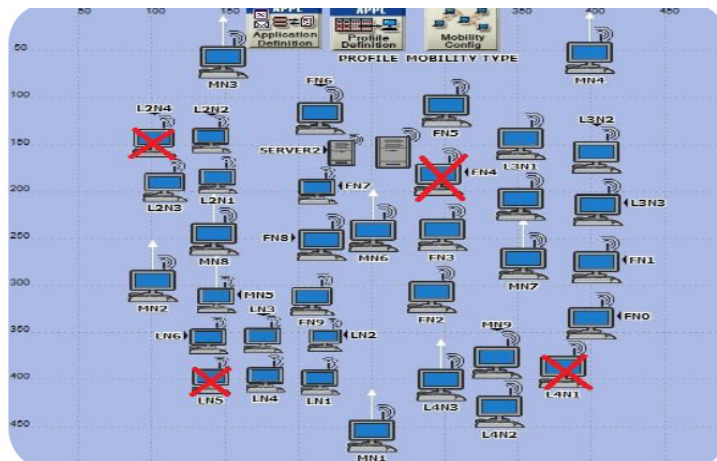 50 100 150 350 400 450
APPL APPL
Application Definition Profile Definition Mobility Config
PROFILE MOBILITY TYPE
50
MN3 MN4
FN6
100
L2N4 L2N2
FN5 L3N2
150
SERVER2
L3N1
FN4
L2N3 L2N1 FN7
200
L3N3
250
MN8 FN8 MN6 FN3 FN1
MN7
300
MN2 MN5
LN3 FN9 FN2
FN0
350
LN6 LN2 MN9
400
LN5 LN4 LN1 L4N3 L4N1
L4N2
450
MN1